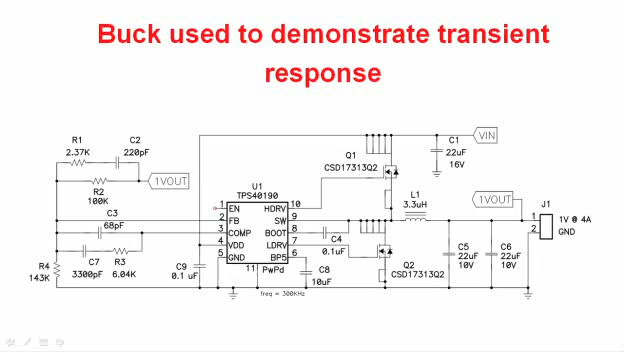 Buck used to demonstrate transient
response
R1
2.37K
C2
220pF
1VOUT
R2
100K
C3
68pF
C7
3300pF
R3
6.04K
R4
143K
C9
0.1 uF
U1
TPS40190
1 EN HDRV 10
2 FB SW 9
3 COMP BOOT 8
4 VDD LDRV 7
5 GND BP5 6
11 PwPd
freq = 300KHz
Q1
CSD17313Q2
C1
22uF
16V
VIN
L1
3.3uH
1VOUT
J1
1 1V @ 4A
2 GND
C4
0.1uF
Q2
CSD17313Q2
C8
10uF
C5
22uF
10V
C6
22uF
10V